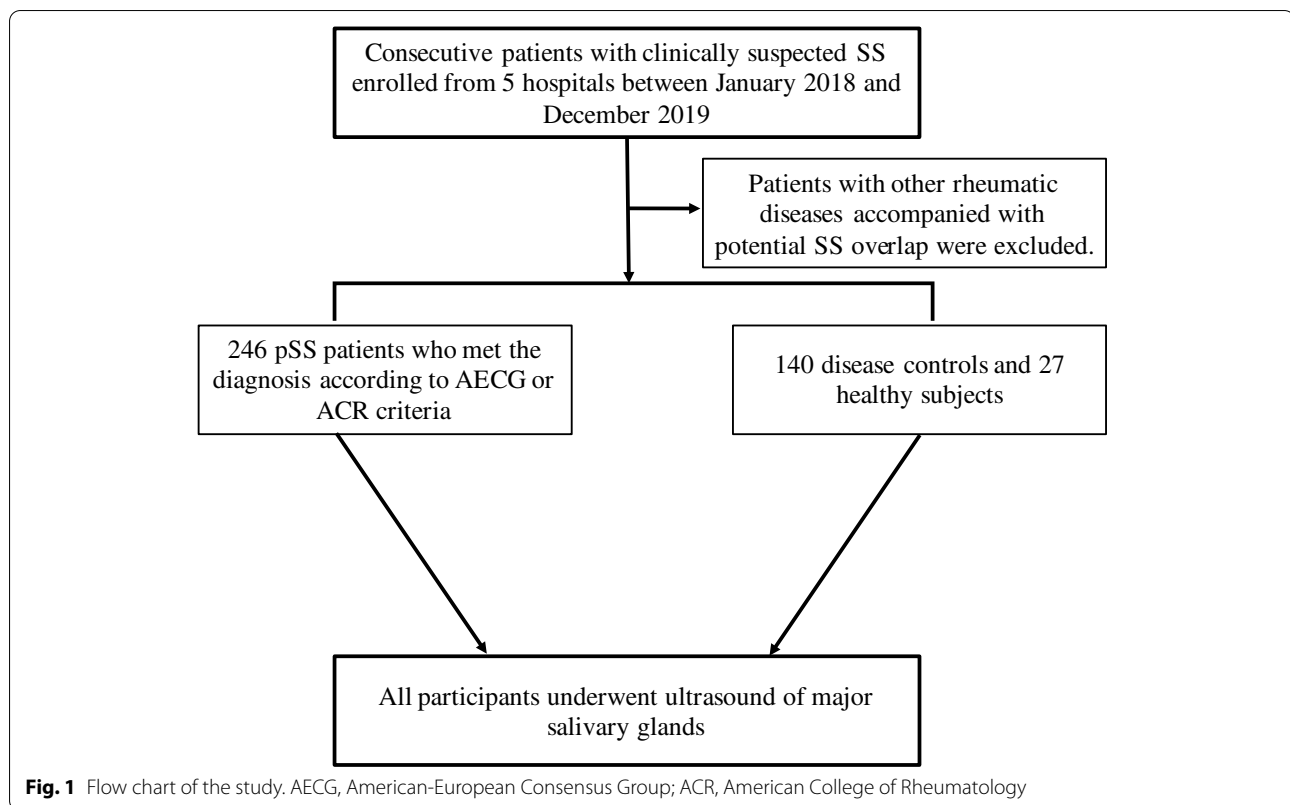 Consecutive patients with clinically suspected SS
enrolled from 5 hospitals between January 2018 and
December 2019
Patients with other rheumatic
diseases accompanied with
potential SS overlap were excluded.
246 pSS patients who met the
diagnosis according to AECG or
ACR criteria
140 disease controls and 27
healthy subjects
All participants underwent ultrasound of major
salivary glands
Fig. 1 Flow chart of the study. AECG, American-European Consensus Group; ACR, American College of Rheumatology